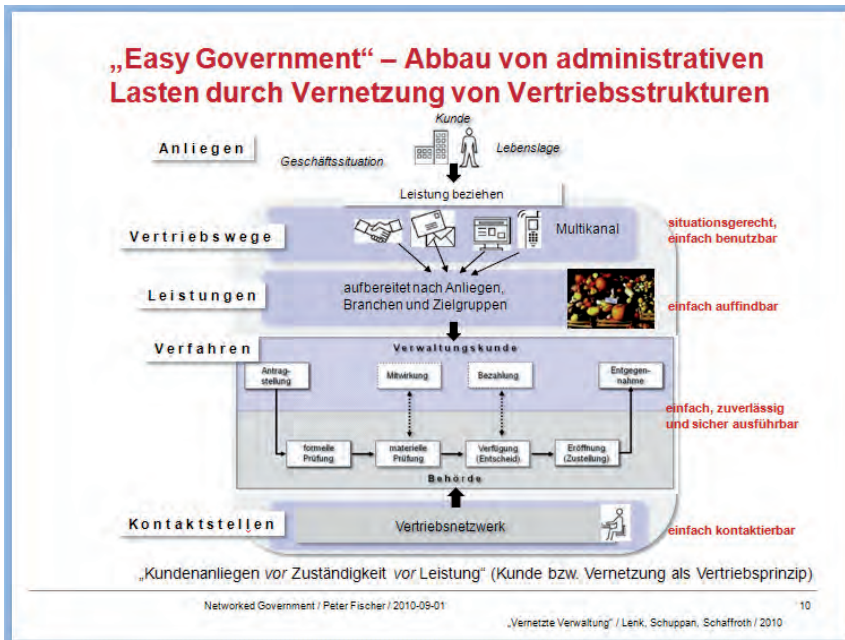 „Easy Government“ – Abbau von administrativen
Lasten durch Vernetzung von Vertriebsstrukturen
Kunde
Anliegen
Geschäftssituation
Lebenslage
Leistung beziehen
Vertriebswege
Multikanal
situationsgerecht,
einfach benutzbar
Leistungen
aufbereitet nach Anliegen,
Branchen und Zielgruppen
einfach auffindbar
Verfahren
Verwaltungskunde
Antrag-
stellung
Mitwirkung
Bezahlung
Entgegen-
nahme
einfach, zuverlässig
und sicher ausführbar
formelle
Prüfung
materielle
Prüfung
Verfügung
(Entscheid)
Eröffnung
(Zustellung)
Behörde
Kontaktstellen
Vertriebsnetzwerk
einfach kontaktierbar
„Kundenanliegen vor Zuständigkeit vor Leistung“ (Kunde bzw. Vernetzung als Vertriebsprinzip)
Networked Government / Peter Fischer / 2010-09-01
10
„Vernetzte Verwaltung“ / Lenk, Schuppan, Schaffroth / 2010